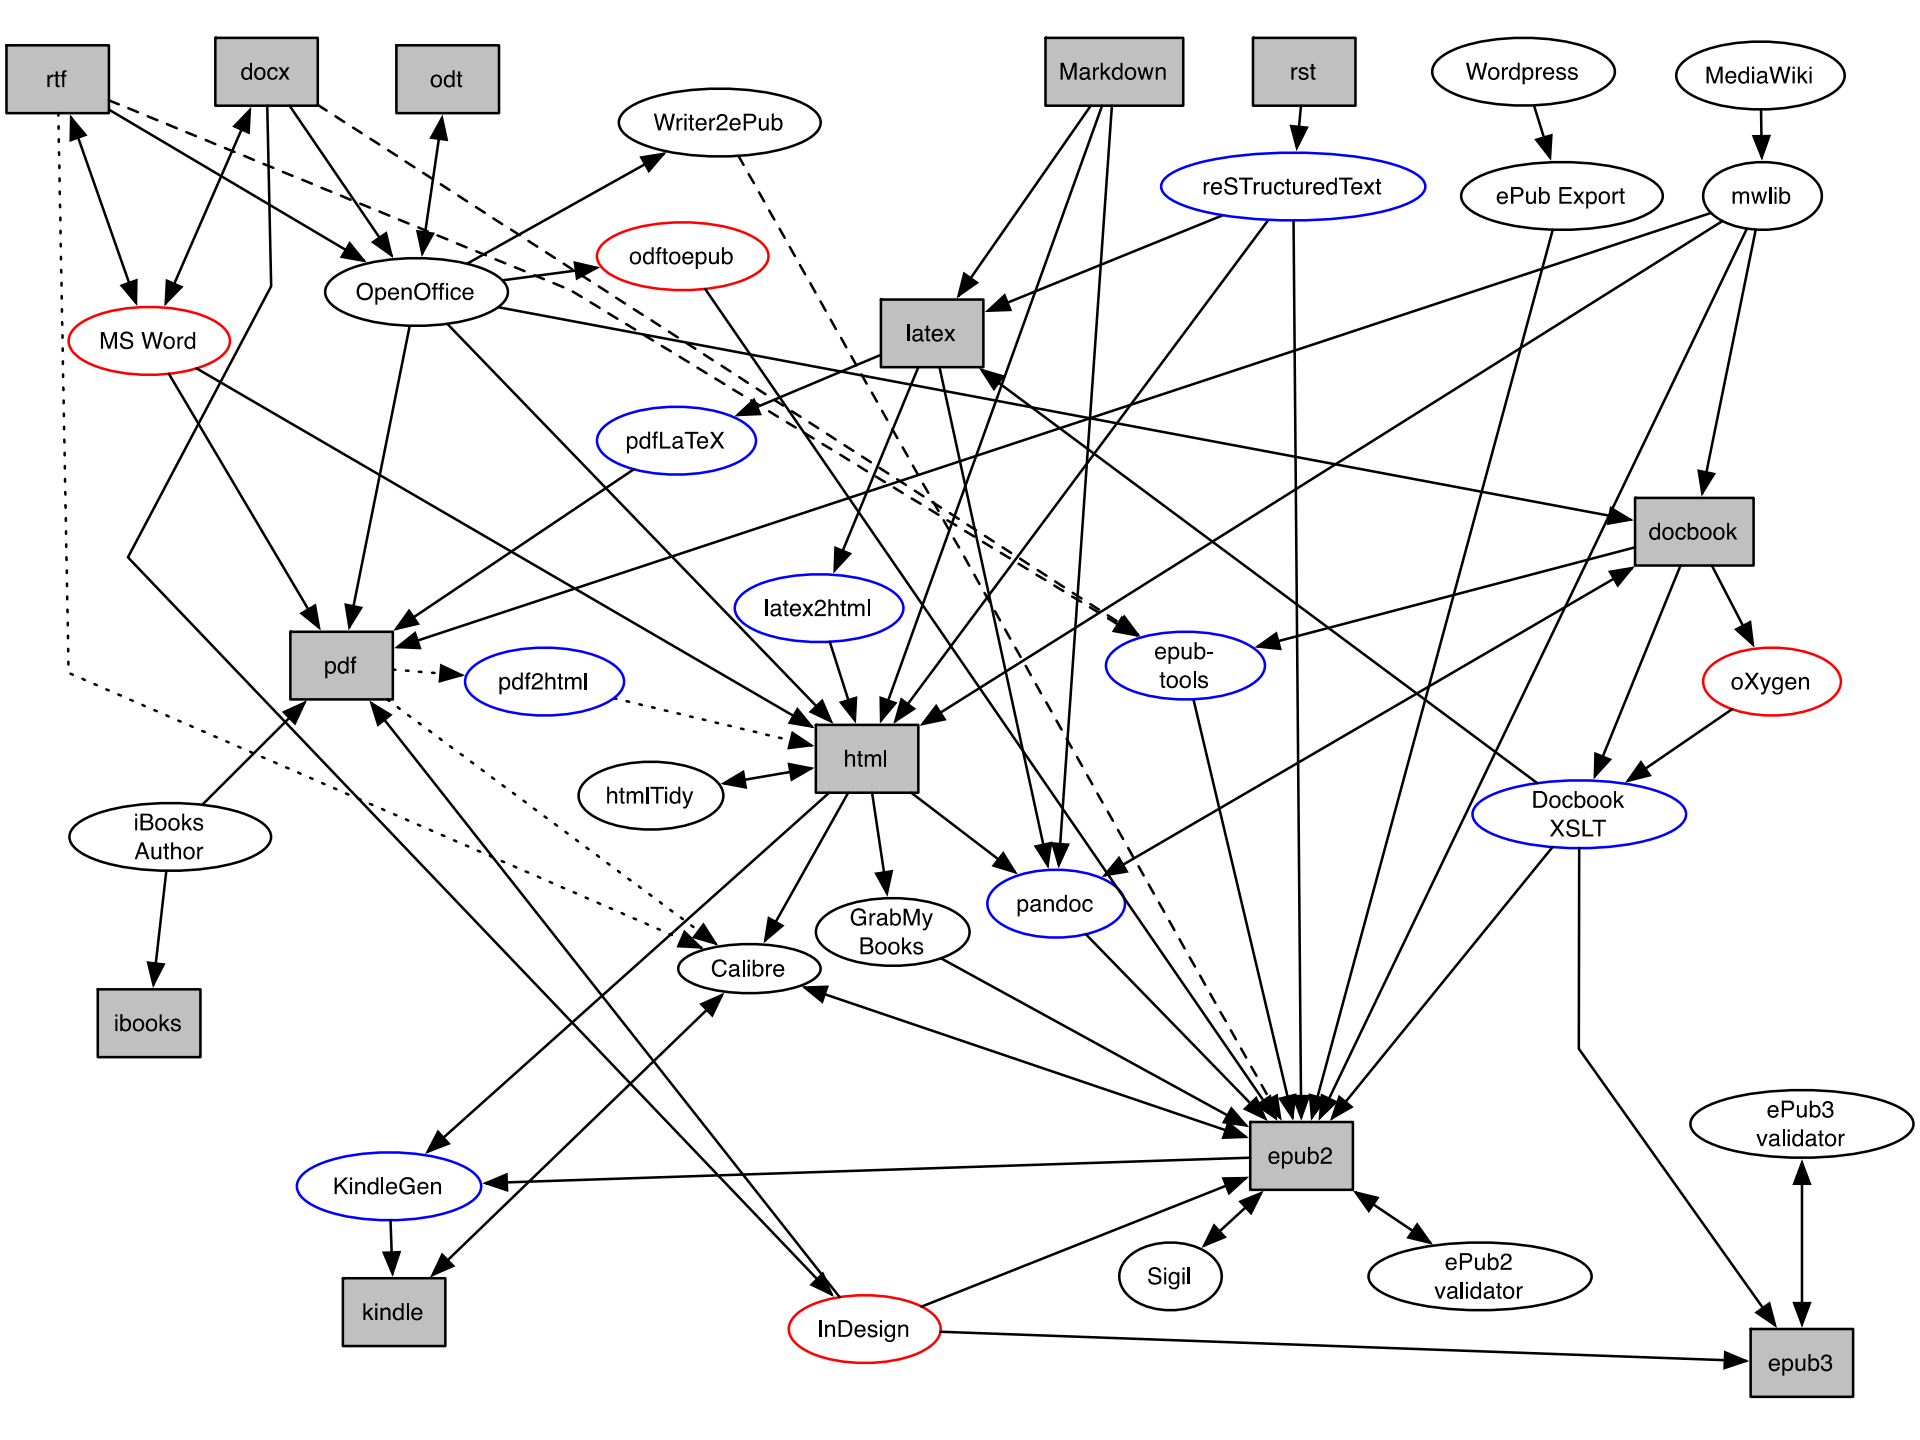 rtf
docx
odt
Markdown
rst
Wordpress
MediaWiki
Writer2ePub
reSTructuredText
ePub Export
mwlib
odftoepub
OpenOffice
MS Word
latex
pdfLaTeX
docbook
latex2html
epub-
tools
pdf
pdf2html
oXygen
html
htmlTidy
Docbook
XSLT
iBooks
Author
pandoc
GrabMy
Books
Calibre
ibooks
ePub3
validator
epub2
KindleGen
Sigil
ePub2
validator
kindle
InDesign
epub3